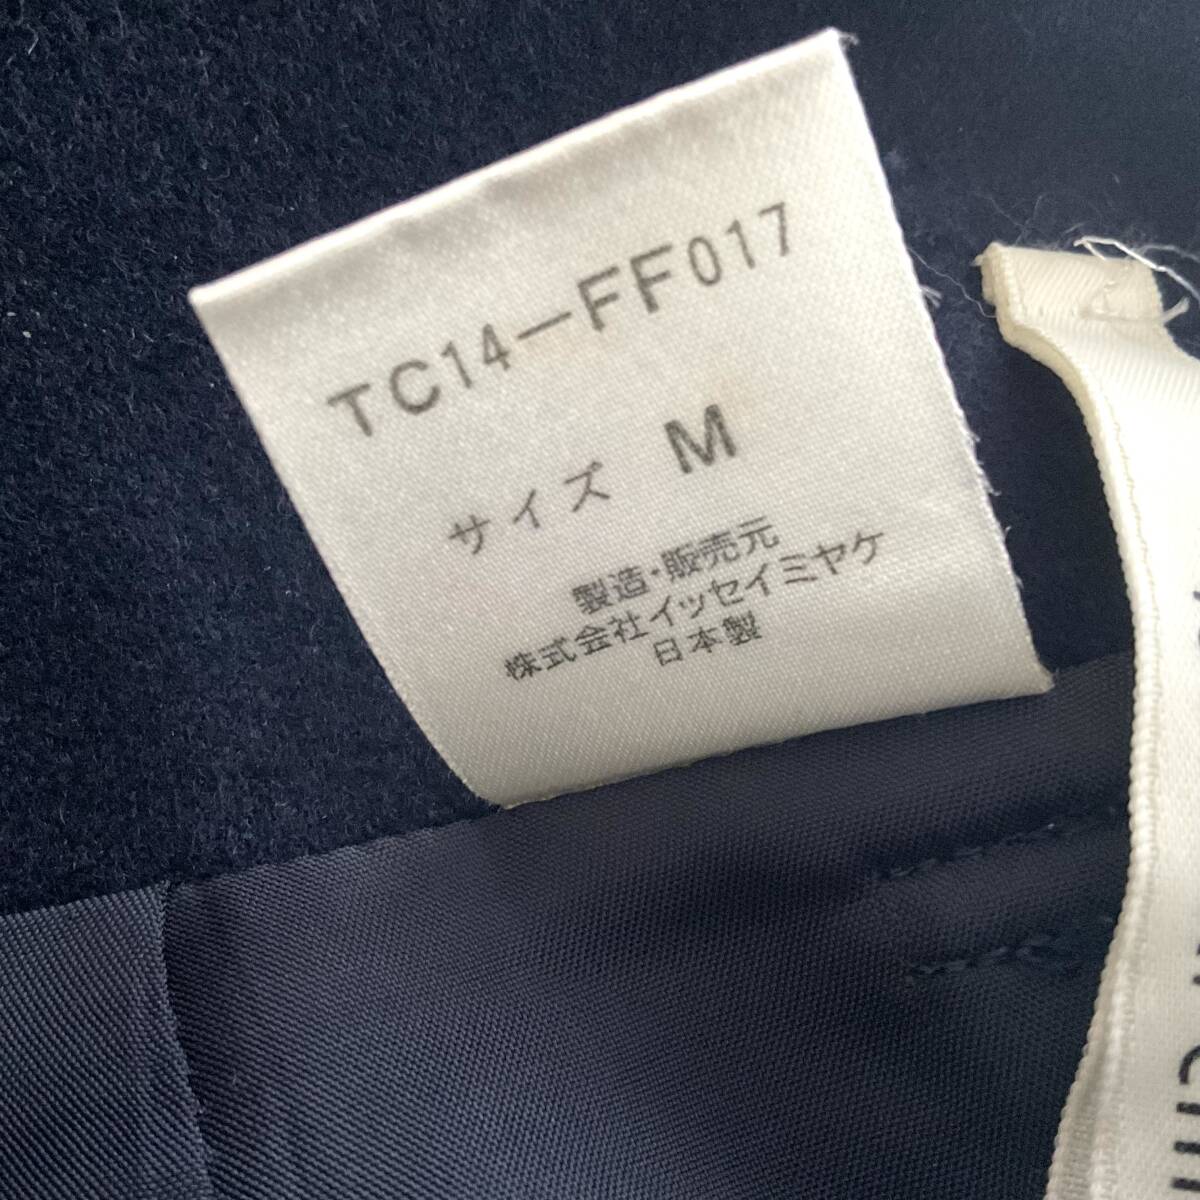 TC14-FF017
サイズ M
製造・販売元
株式会社イッセイミヤケ
日本製